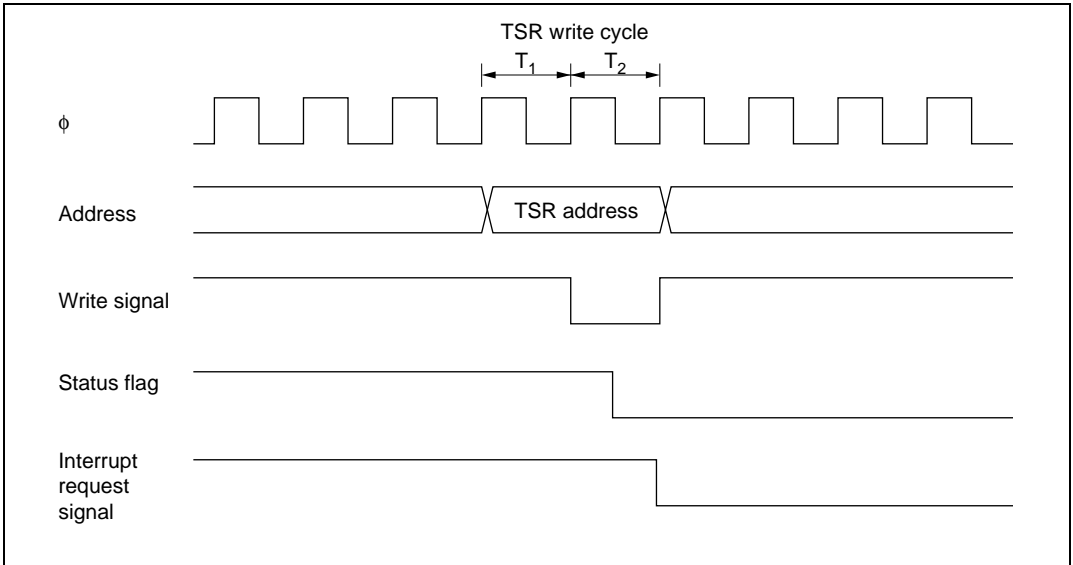 TSR write cycle
T₁ T₂
ϕ
Address
TSR address
Write signal
Status flag
Interrupt
request
signal